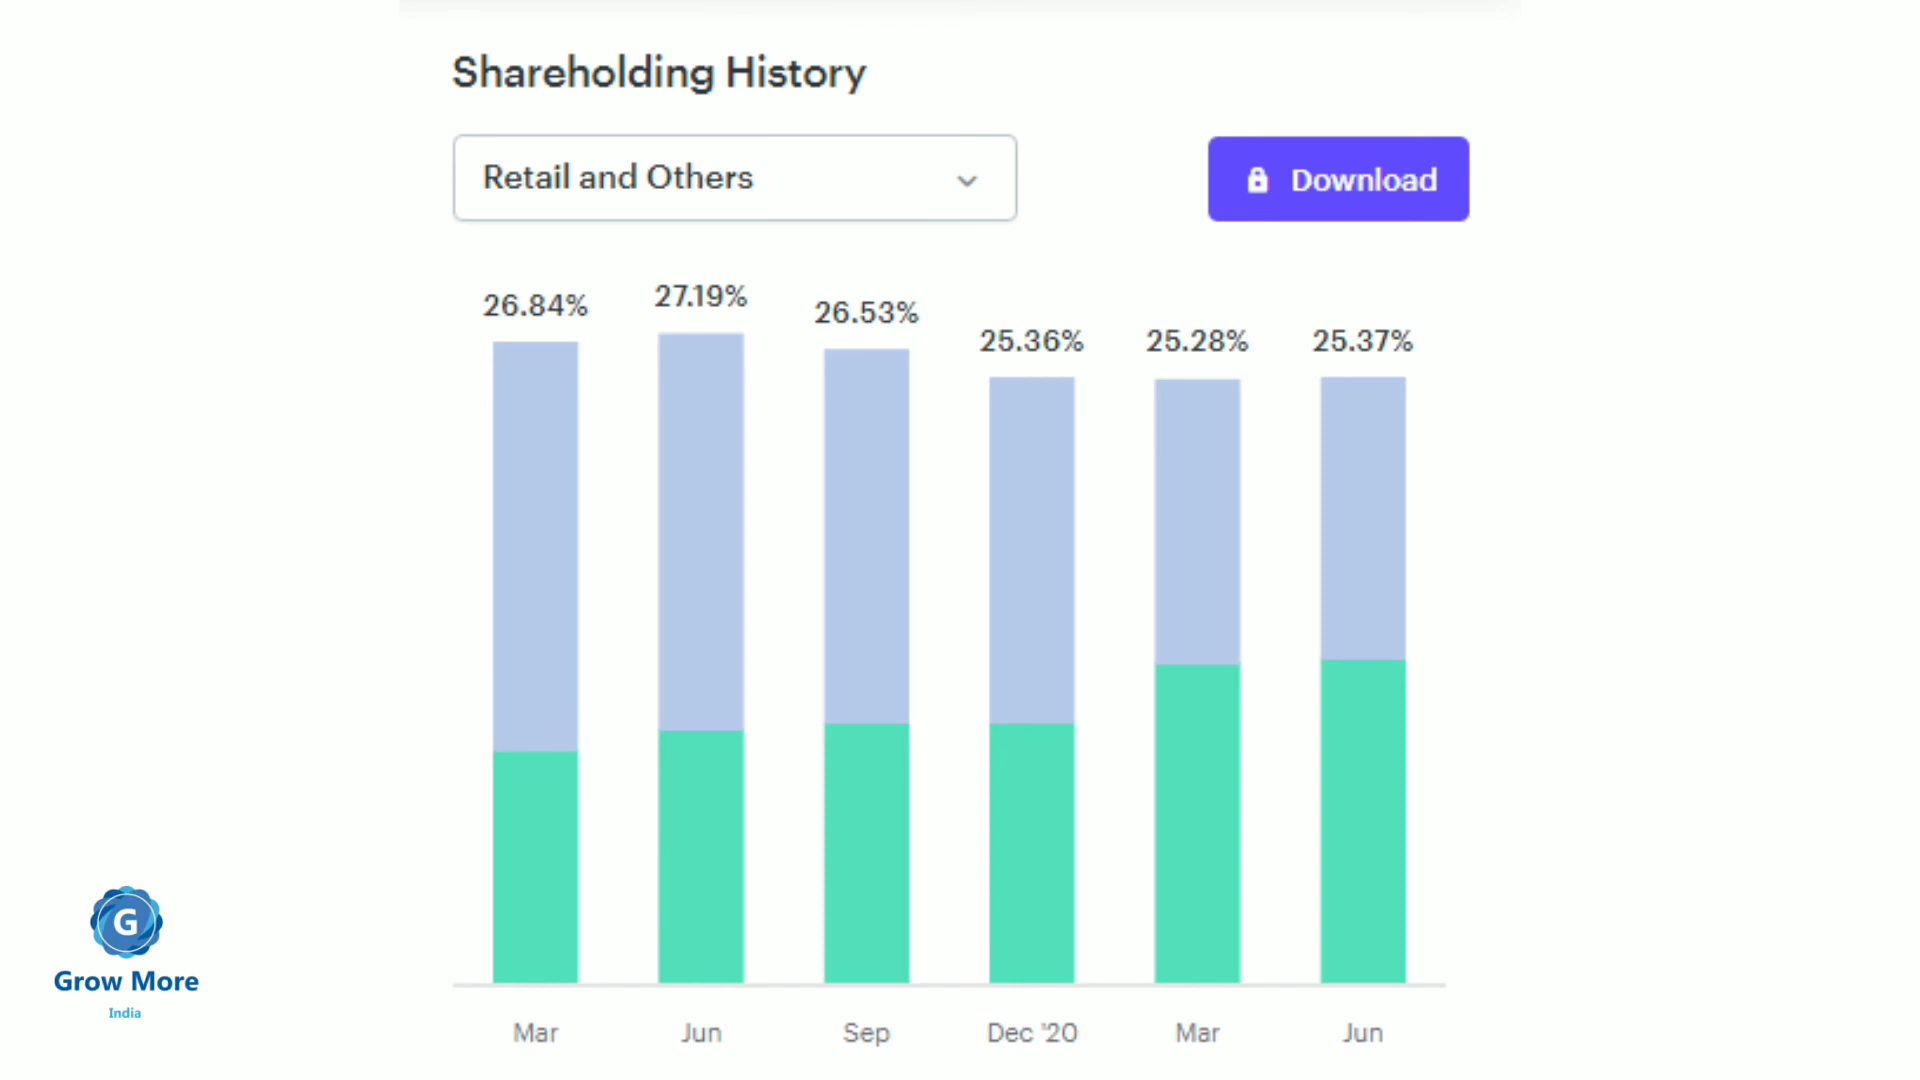 Shareholding History
Retail and Others
Download
26.84% 27.19% 26.53% 25.36% 25.28% 25.37%
Mar Jun Sep Dec '20 Mar Jun
G
Grow More
India